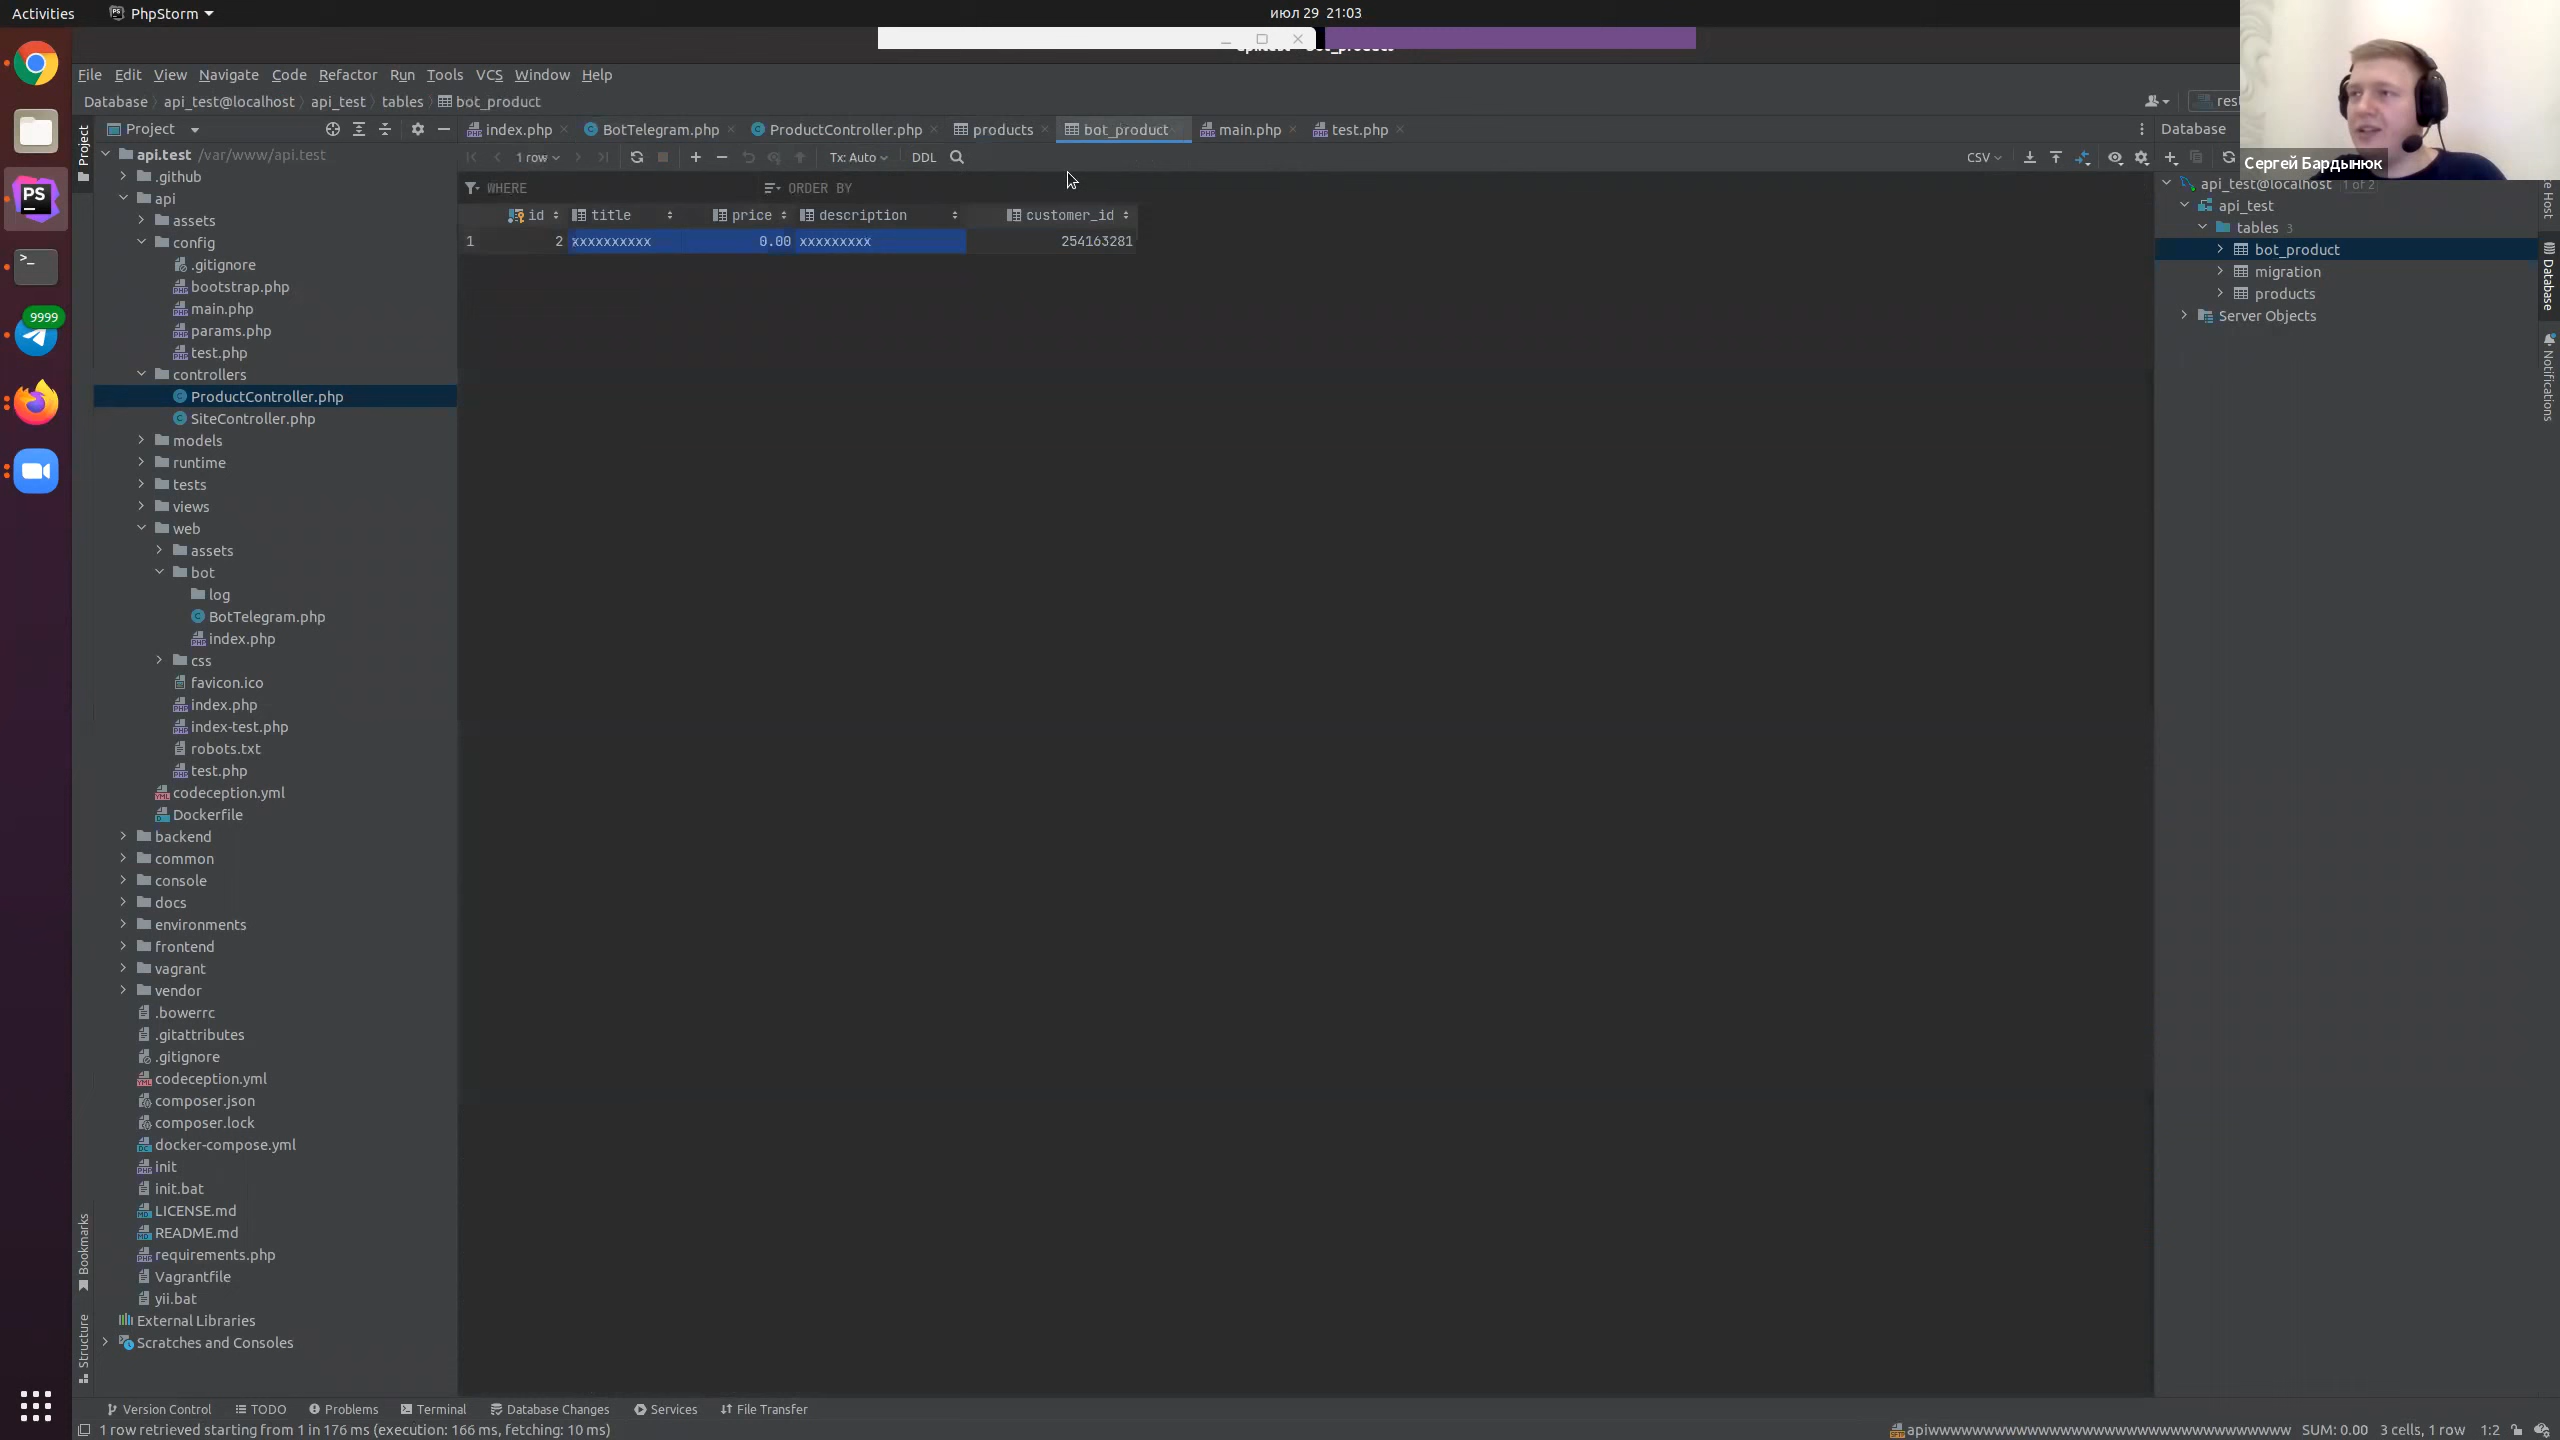 Activities PhpStorm июл 29 21:03
File Edit View Navigate Code Refactor Run Tools VCS Window Help
Database api_test@localhost api_test tables bot_product
Project index.php BotTelegram.php ProductController.php products bot_product main.php test.php Database
1 row Tx: Auto DDL CSV
WHERE ORDER BY
id title price description customer_id
1 2 xxxxxxxxxx 0.00 xxxxxxxxx 254163281
Project
api.test /var/www/api.test
.github
api
assets
config
.gitignore
bootstrap.php
main.php
params.php
test.php
controllers
ProductController.php
SiteController.php
models
runtime
tests
views
web
assets
bot
log
BotTelegram.php
index.php
css
favicon.ico
index.php
index-test.php
robots.txt
test.php
codeception.yml
Dockerfile
backend
common
console
docs
environments
frontend
vagrant
vendor
.bowerrc
.gitattributes
.gitignore
codeception.yml
composer.json
composer.lock
docker-compose.yml
init
init.bat
LICENSE.md
README.md
requirements.php
Vagrantfile
yii.bat
External Libraries
Scratches and Consoles
Bookmarks
Structure
PS
9999
Сергей Бардынюк
api_test@localhost 1 of 2
api_test
tables 3
bot_product
migration
products
Server Objects
Database
Notifications
Version Control TODO Problems Terminal Database Changes Services File Transfer
1 row retrieved starting from 1 in 176 ms (execution: 166 ms, fetching: 10 ms)
SUM: 0.00 3 cells, 1 row 1:2